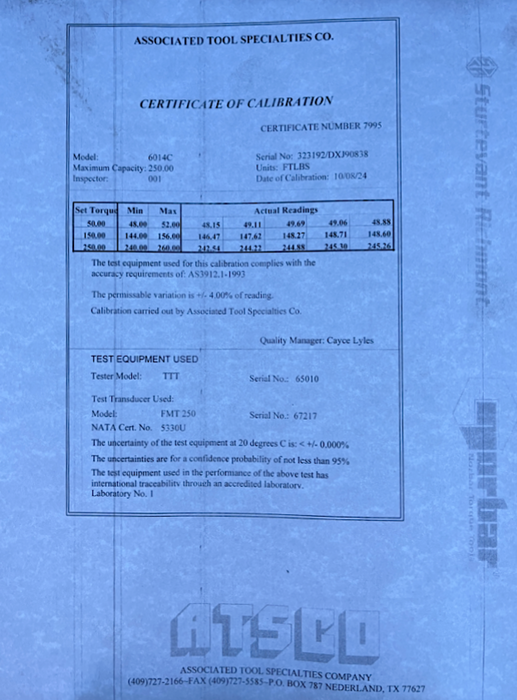 ASSOCIATED TOOL SPECIALTIES CO.
CERTIFICATE OF CALIBRATION
CERTIFICATE NUMBER 7995
Model: 6014C Serial No: 323192/DXJ90838
Maximum Capacity: 250.00 Units: FTLBS
Inspector: 001 Date of Calibration: 10/08/24
Set Torque Min Max Actual Readings
50.00 48.00 52.00 48.15 49.11 49.69 49.06 48.88
150.00 144.00 156.00 146.47 147.62 148.27 148.71 148.60
250.00 240.00 260.00 242.54 244.22 244.88 245.30 245.26
The test equipment used for this calibration complies with the
accuracy requirements of: AS3912.1-1993
The permissable variation is +/- 4.00% of reading.
Calibration carried out by Associated Tool Specialties Co.
Quality Manager: Cayce Lyles
TEST EQUIPMENT USED
Tester Model: TTT Serial No.: 65010
Test Transducer Used:
Model: FMT 250 Serial No.: 67217
NATA Cert. No. 5330U
The uncertainty of the test equipment at 20 degrees C is: < +/- 0.000%
The uncertainties are for a confidence probability of not less than 95%
The test equipment used in the performance of the above test has
international traceability through an accredited laboratory.
Laboratory No. 1
Sturtevant Richmont
norbar
ATSCO
ASSOCIATED TOOL SPECIALTIES COMPANY
(409)727-2166--FAX (409)727-5585--P.O. BOX 787 NEDERLAND, TX 77627